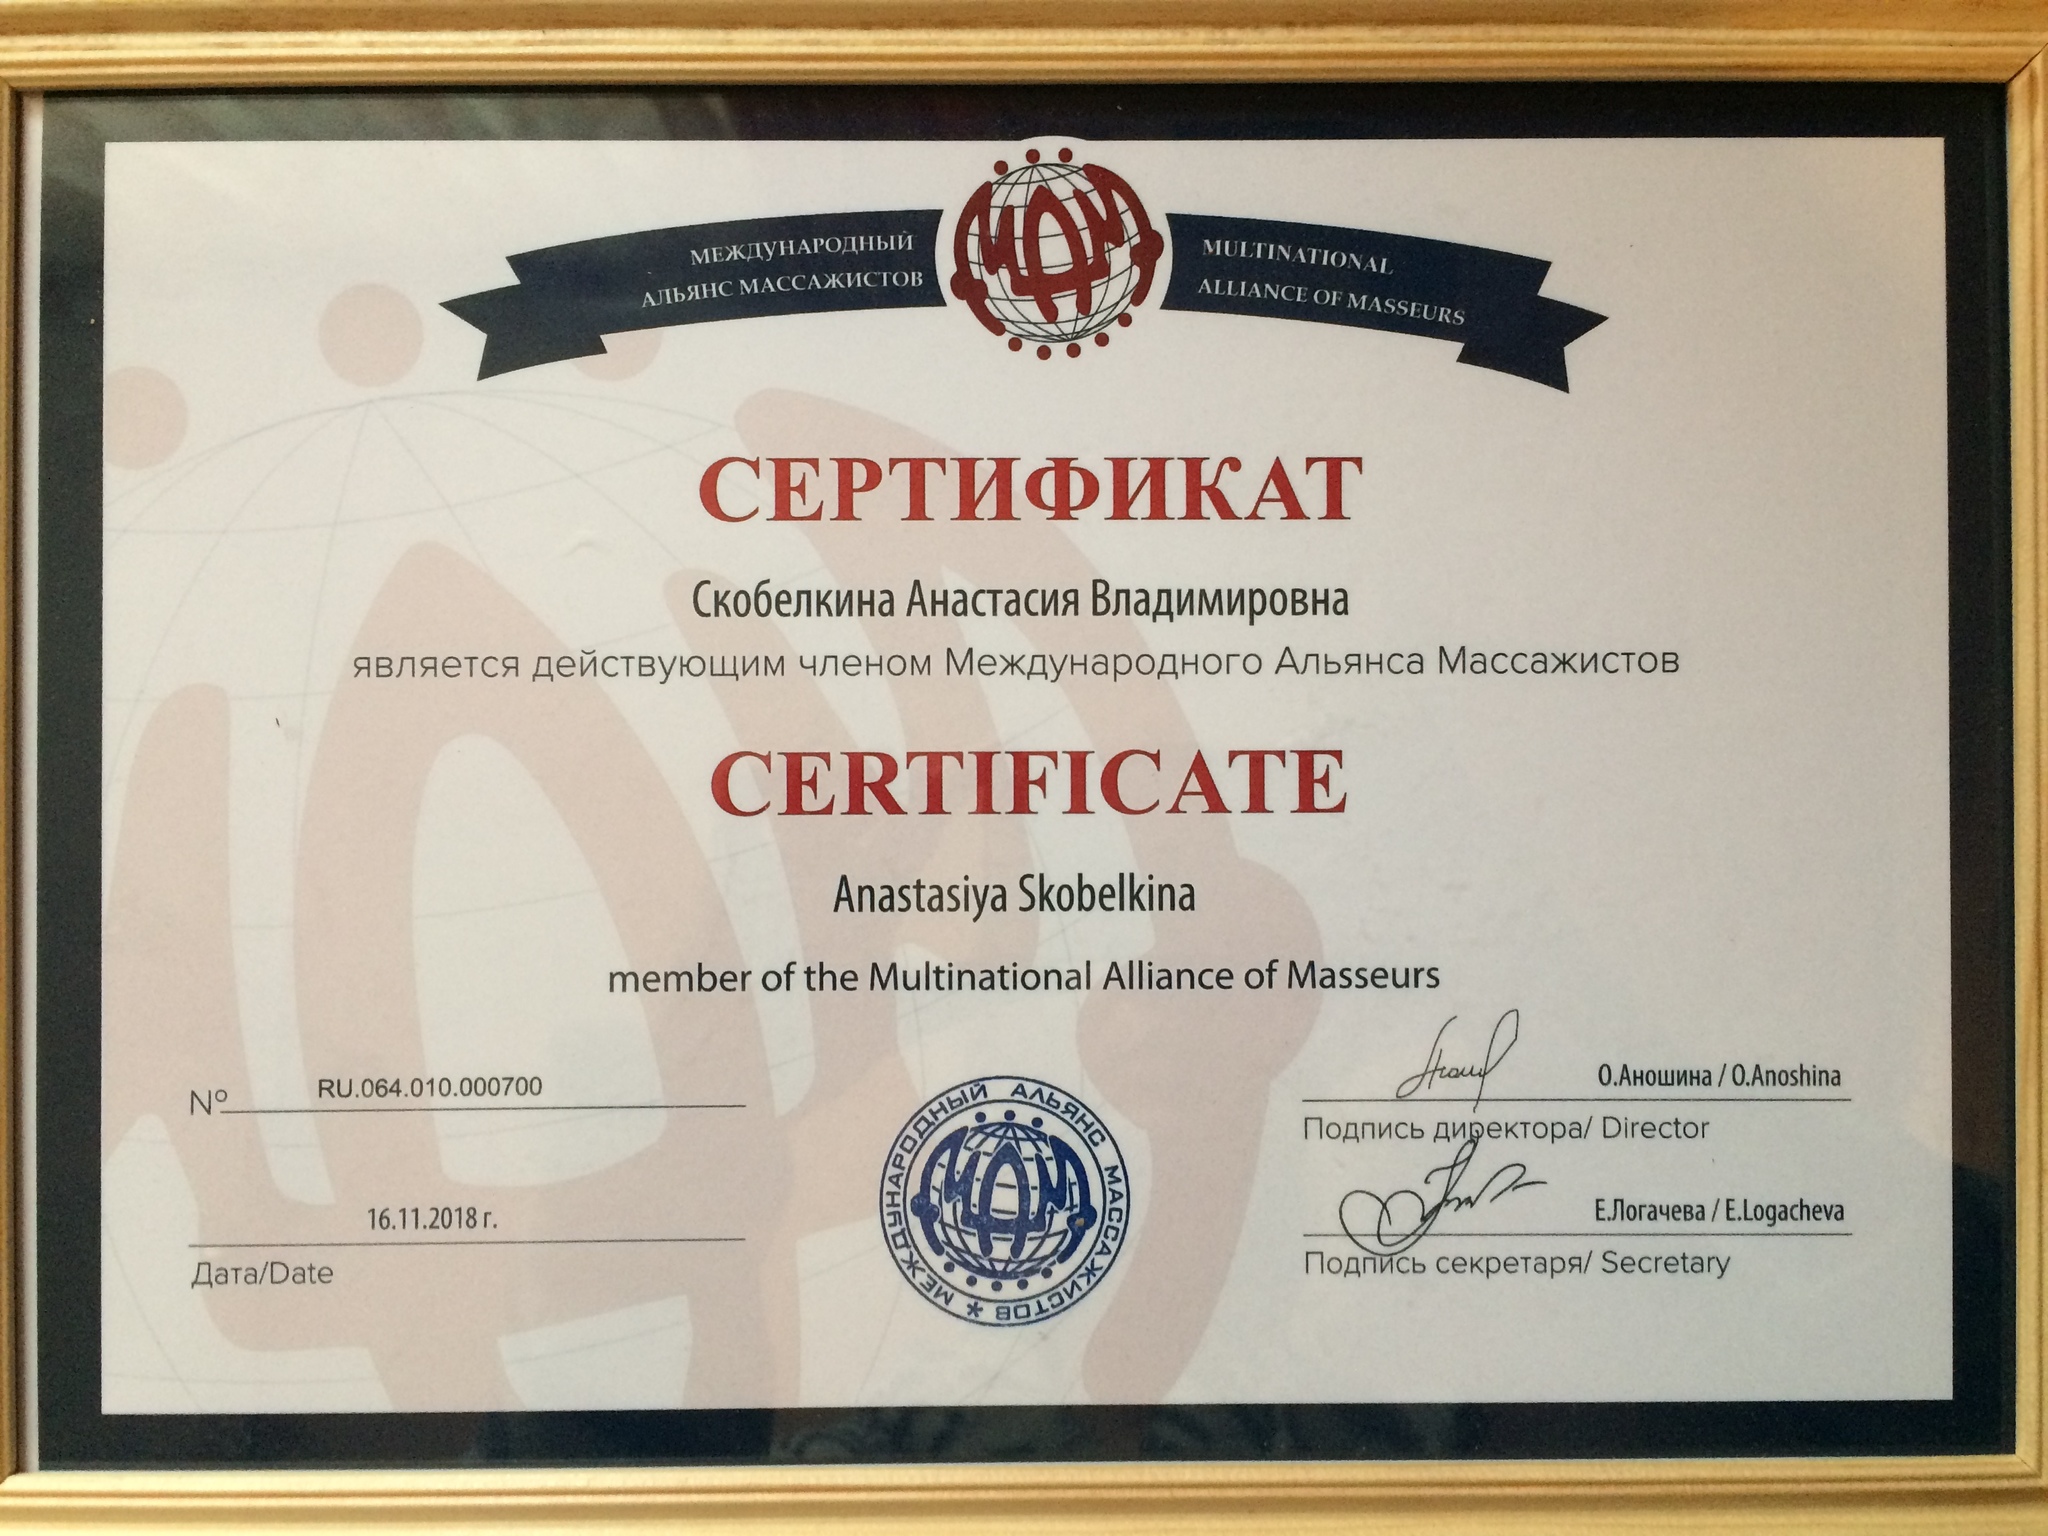 МЕЖДУНАРОДНЫЙ
АЛЬЯНС МАССАЖИСТОВ
МАМ
MULTINATIONAL
ALLIANCE OF MASSEURS
СЕРТИФИКАТ
Скобелкина Анастасия Владимировна
является действующим членом Международного Альянса Массажистов
CERTIFICATE
Anastasiya Skobelkina
member of the Multinational Alliance of Masseurs
№ RU.064.010.000700
16.11.2018 г.
Дата/Date
МЕЖДУНАРОДНЫЙ АЛЬЯНС МАССАЖИСТОВ *
МАМ
О.Аношина / O.Anoshina
Подпись директора/ Director
Е.Логачева / E.Logacheva
Подпись секретаря/ Secretary